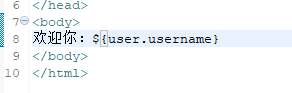 6 </head>
7 <body>
8 欢迎你：${user.username}
9 </body>
10 </html>